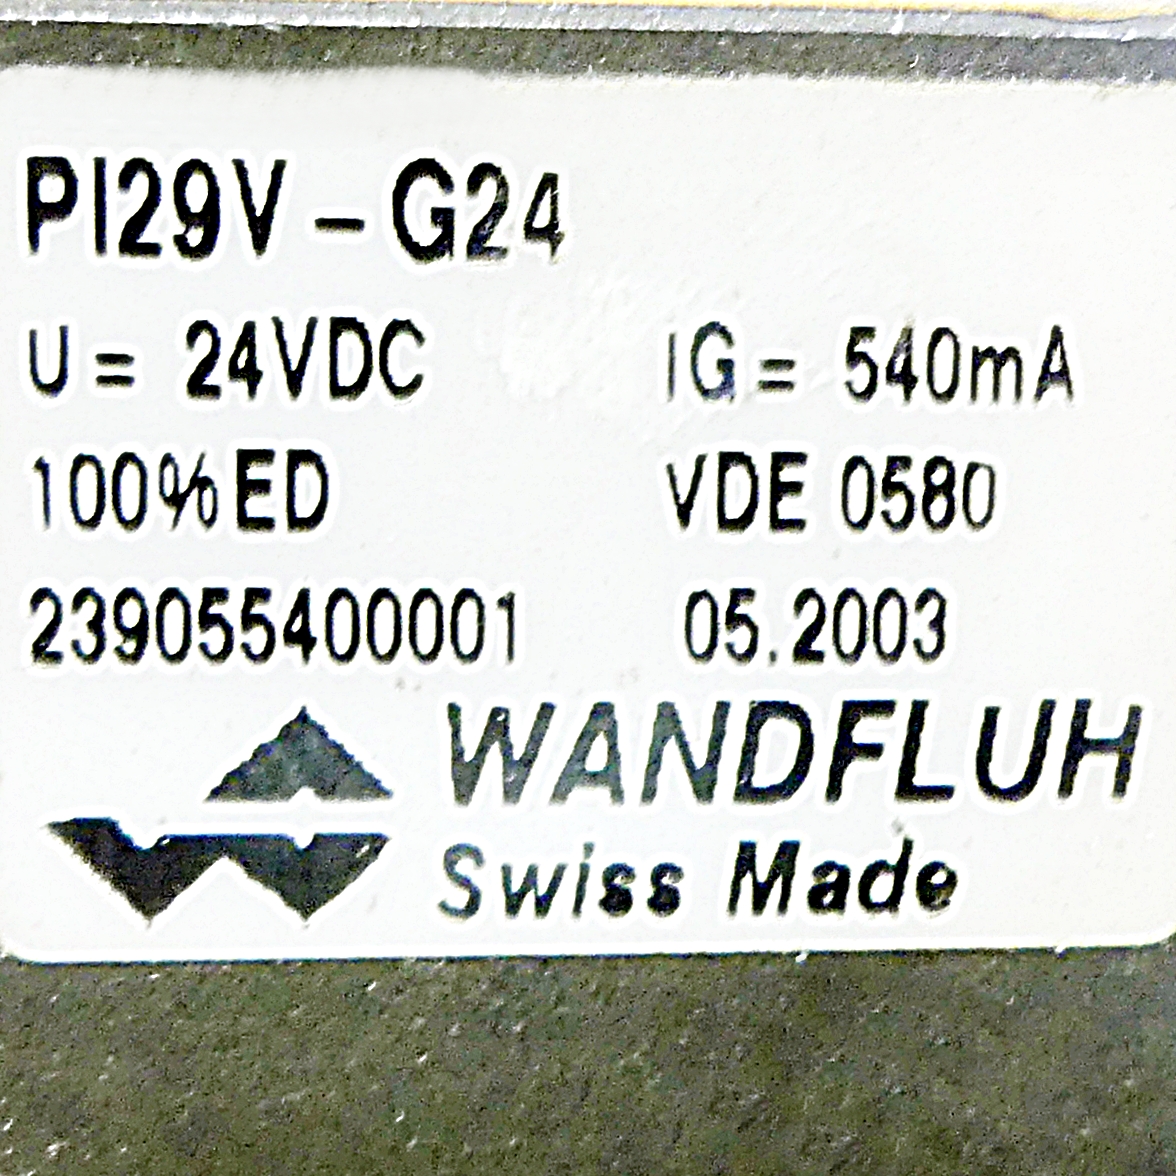 PI29V - G24
U = 24VDC IG = 540mA
100% ED VDE 0580
239055400001 05.2003
WANDFLUH
Swiss Made